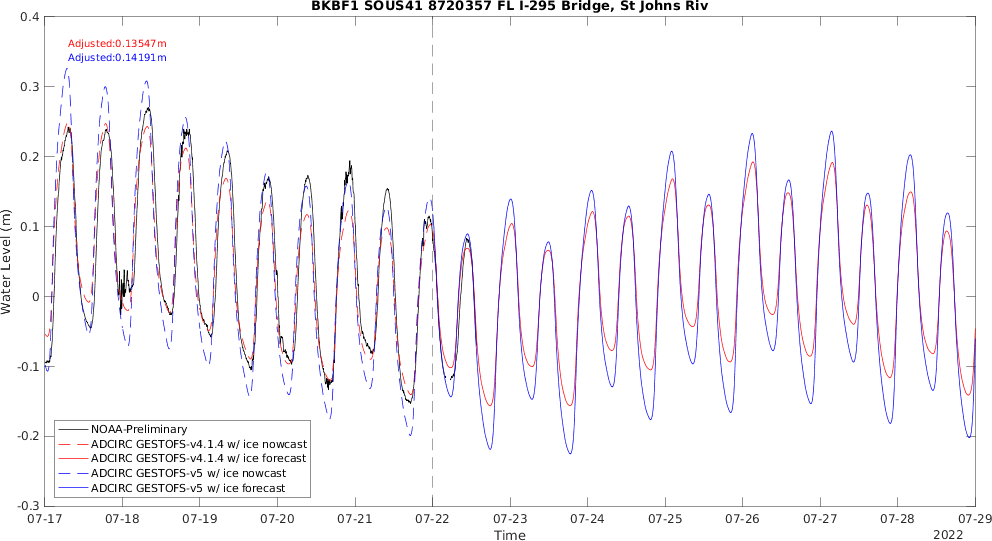 BKBF1 SOUS41 8720357 FL I-295 Bridge, St Johns Riv
Adjusted:0.13547m
Adjusted:0.14191m
0.4
0.3
0.2
0.1
0
-0.1
-0.2
-0.3
Water Level (m)
NOAA-Preliminary
ADCIRC GESTOFS-v4.1.4 w/ ice nowcast
ADCIRC GESTOFS-v4.1.4 w/ ice forecast
ADCIRC GESTOFS-v5 w/ ice nowcast
ADCIRC GESTOFS-v5 w/ ice forecast
07-17 07-18 07-19 07-20 07-21 07-22 07-23 07-24 07-25 07-26 07-27 07-28 07-29
Time
2022